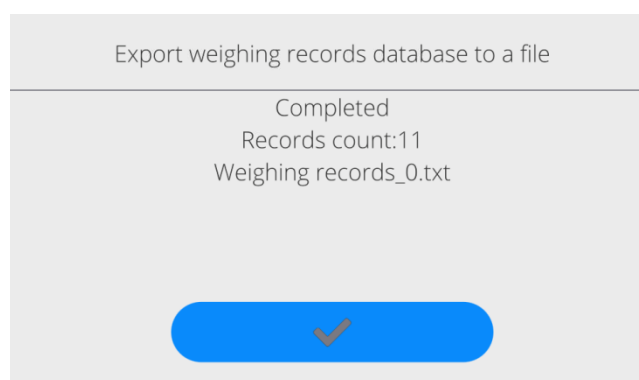 Export weighing records database to a file
Completed
Records count:11
Weighing records_0.txt